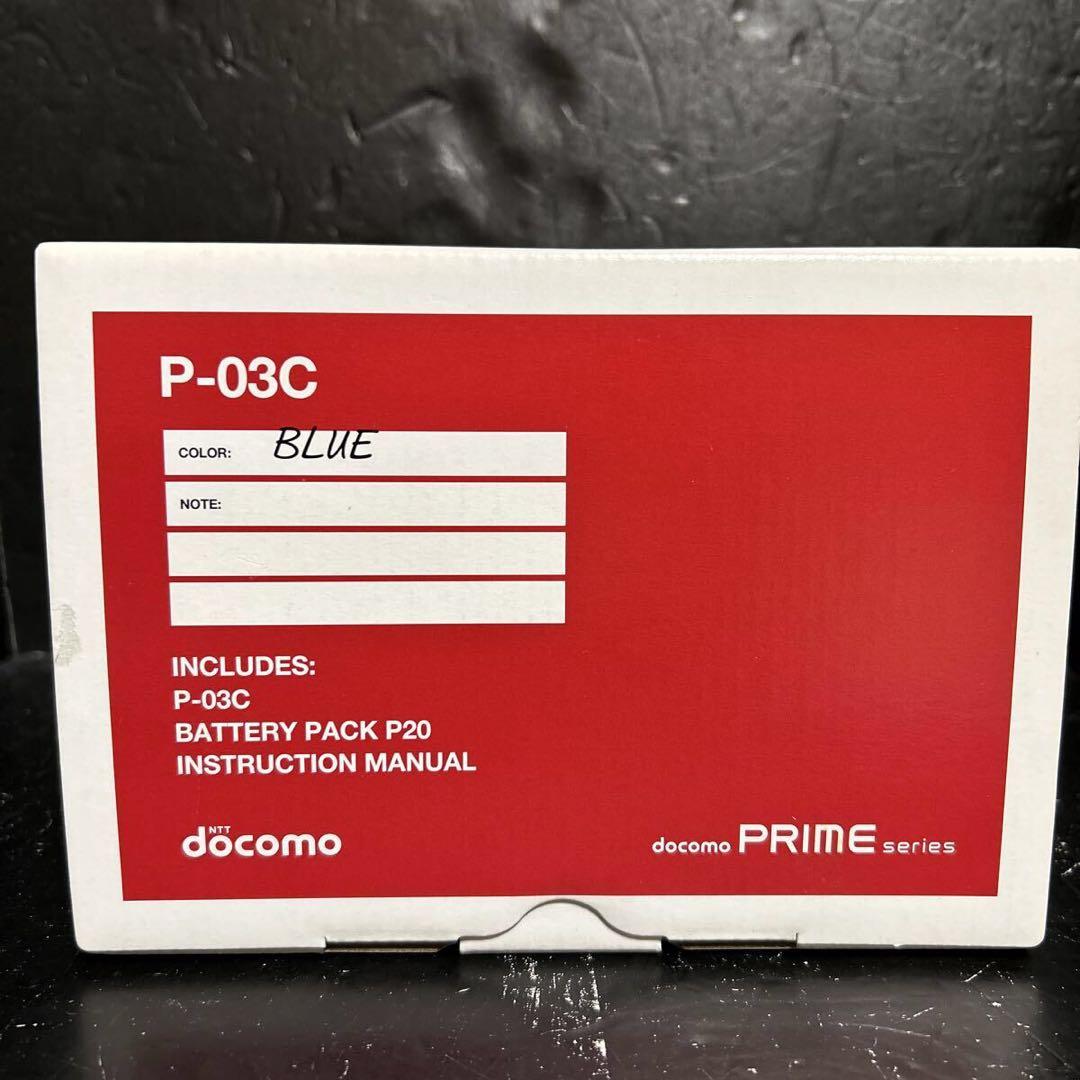 P-03C
COLOR: BLUE
NOTE:
INCLUDES:
P-03C
BATTERY PACK P20
INSTRUCTION MANUAL
NTT
docomo
docomo PRIME series